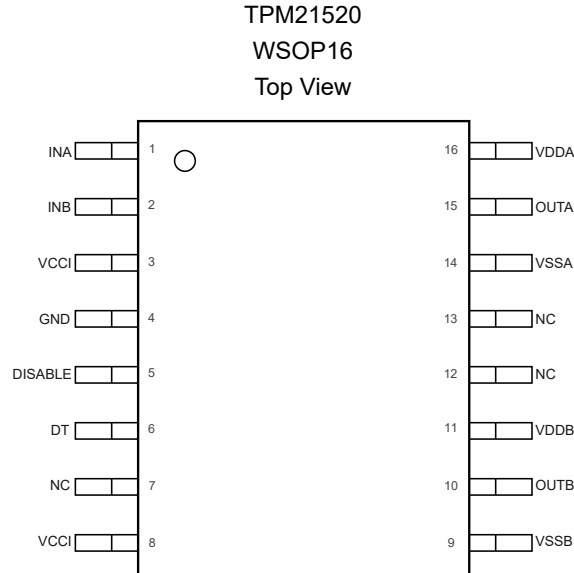 TPM21520
WSOP16
Top View
INA 1 16 VDDA
INB 2 15 OUTA
VCCI 3 14 VSSA
GND 4 13 NC
DISABLE 5 12 NC
DT 6 11 VDDB
NC 7 10 OUTB
VCCI 8 9 VSSB